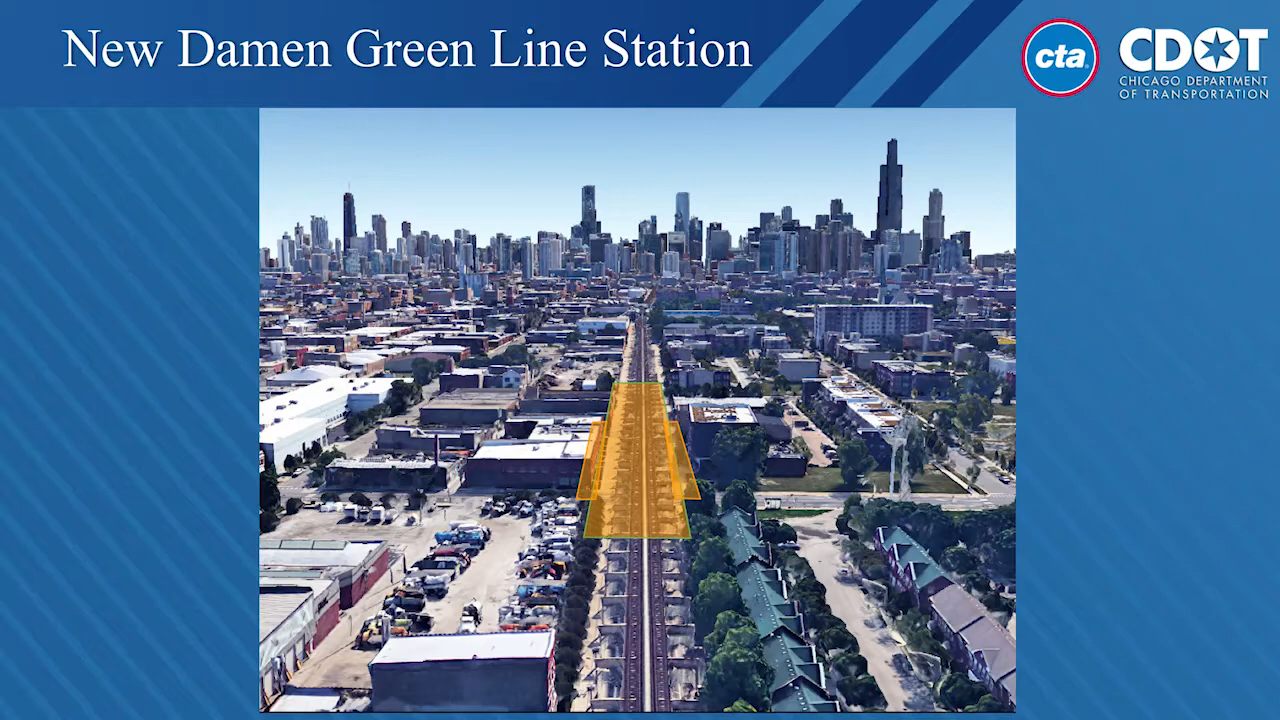 New Damen Green Line Station
cta
CDOT
CHICAGO DEPARTMENT
OF TRANSPORTATION